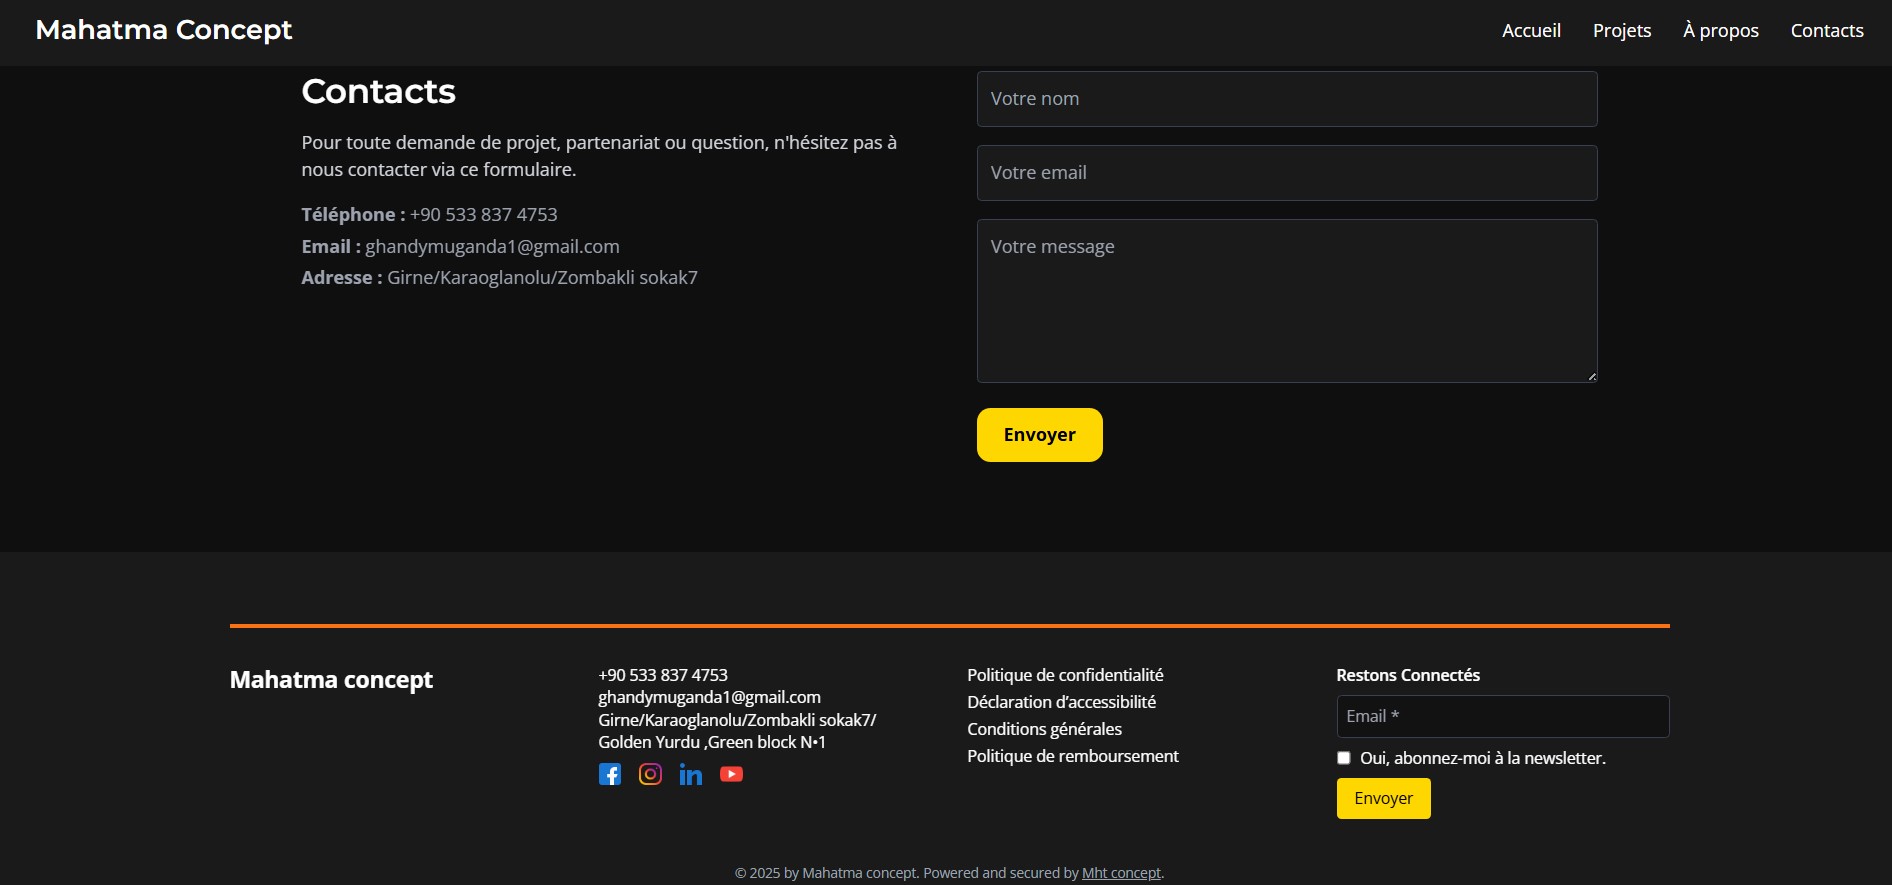 Mahatma Concept
Accueil
Projets
À propos
Contacts
Contacts
Pour toute demande de projet, partenariat ou question, n'hésitez pas à
nous contacter via ce formulaire.
Téléphone : +90 533 837 4753
Email : ghandymuganda1@gmail.com
Adresse : Girne/Karaoglanolu/Zombakli sokak7
Votre nom
Votre email
Votre message
Envoyer
Mahatma concept
+90 533 837 4753
ghandymuganda1@gmail.com
Girne/Karaoglanolu/Zombakli sokak7/
Golden Yurdu ,Green block N•1
Politique de confidentialité
Déclaration d’accessibilité
Conditions générales
Politique de remboursement
Restons Connectés
Email *
Oui, abonnez-moi à la newsletter.
Envoyer
© 2025 by Mahatma concept. Powered and secured by Mht concept.